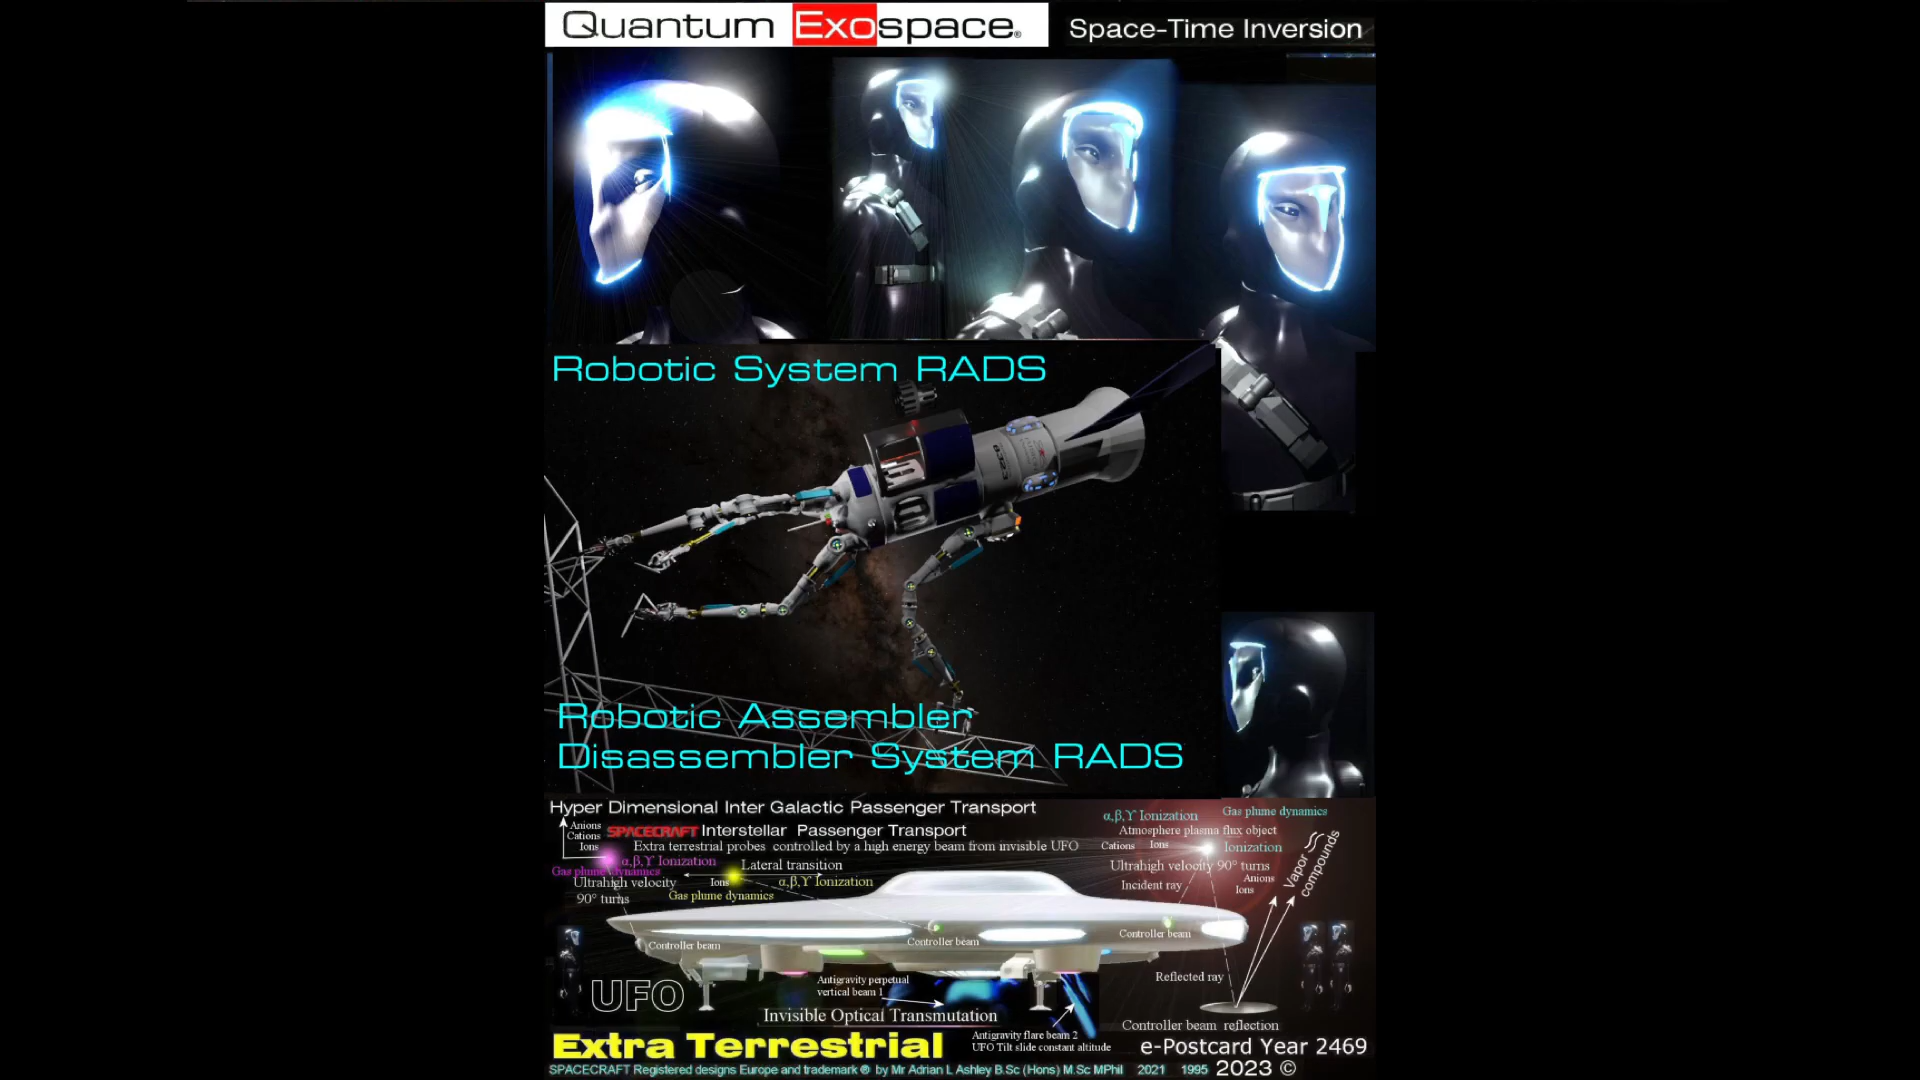 Quantum Exospace®
Space-Time Inversion
Robotic System RADS
Robotic Assembler
Disassembler System RADS
Hyper Dimensional Inter Galactic Passenger Transport
SPACECRAFT Interstellar Passenger Transport
Extra terrestrial probes controlled by a high energy beam from invisible UFO
Anions
Cations
Ions
α,β,ϒ Ionization
Gas plume dynamics
Ultrahigh velocity
90° turns
Lateral transition
Ions
α,β,ϒ Ionization
Gas plume dynamics
α,β,ϒ Ionization
Gas plume dynamics
Atmosphere plasma flux object
Cations Ions
Ionization
Ultrahigh velocity 90° turns
Incident ray
Anions
Ions
Vapor
compounds
Controller beam
Controller beam
Controller beam
Reflected ray
UFO
Antigravity perpetual
vertical beam 1
Invisible Optical Transmutation
Controller beam reflection
Antigravity flare beam 2
UFO Tilt slide constant altitude
Extra Terrestrial
e-Postcard Year 2469
SPACECRAFT Registered designs Europe and trademark ® by Mr Adrian L Ashley B.Sc (Hons) M.Sc MPhil 2021 1995 2023 ©